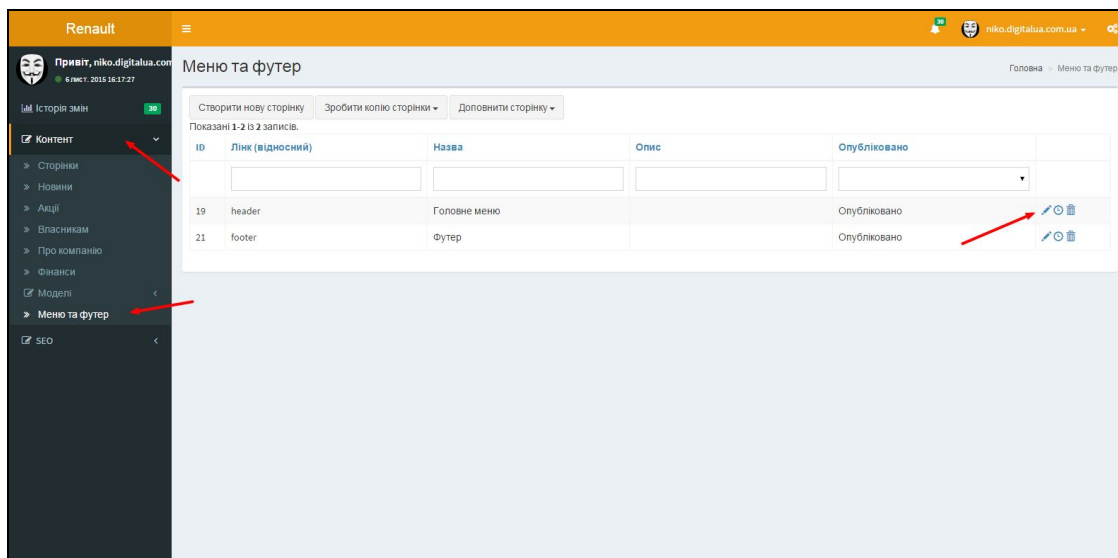 Renault
30
niko.digitalua.com.ua
Привіт, niko.digitalua.com
6 лист. 2015 16:17:27
Історія змін 30
Контент
» Сторінки
» Новини
» Акції
» Власникам
» Про компанію
» Фінанси
Моделі
» Меню та футер
SEO
Меню та футер
Головна > Меню та футер
Створити нову сторінку Зробити копію сторінки Доповнити сторінку
Показані 1-2 із 2 записів.
ID Лінк (відносний) Назва Опис Опубліковано
19 header Головне меню Опубліковано
21 footer Футер Опубліковано